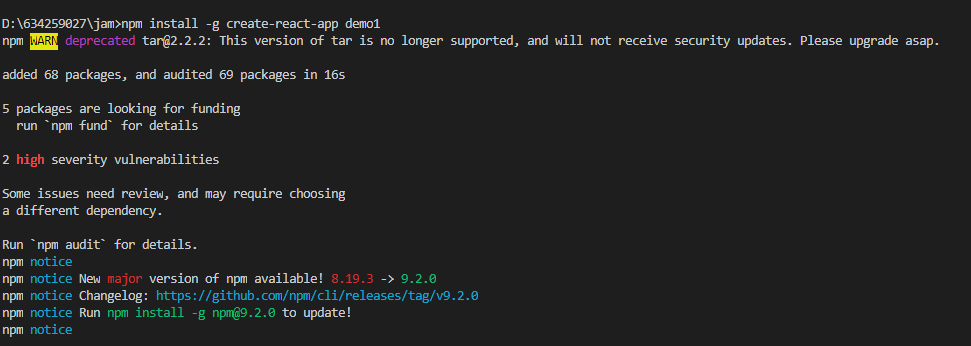 D:\634259027\jam>npm install -g create-react-app demo1
npm WARN deprecated tar@2.2.2: This version of tar is no longer supported, and will not receive security updates. Please upgrade asap.
added 68 packages, and audited 69 packages in 16s
5 packages are looking for funding
  run `npm fund` for details
2 high severity vulnerabilities
Some issues need review, and may require choosing
a different dependency.
Run `npm audit` for details.
npm notice
npm notice New major version of npm available! 8.19.3 -> 9.2.0
npm notice Changelog: https://github.com/npm/cli/releases/tag/v9.2.0
npm notice Run npm install -g npm@9.2.0 to update!
npm notice